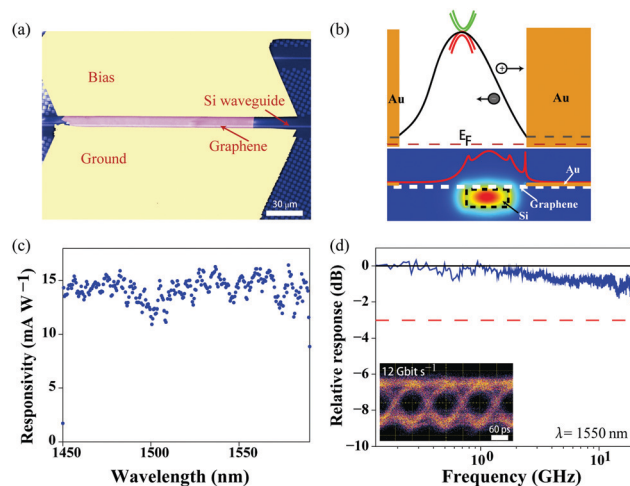 (a)
Bias
Si waveguide
Graphene
Ground
30 μm
(b)
Au
Au
E_F
+
Au
Graphene
Si
(c)
Responsivity (mA W −1)
15
10
5
0
1450
1500
1550
Wavelength (nm)
(d)
Relative response (dB)
0
−2
−4
−6
−8
−10
12 Gbit s⁻¹
60 ps
λ= 1550 nm
10⁰
10¹
Frequency (GHz)